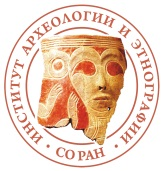 ИНСТИТУТ АРХЕОЛОГИИ И ЭТНОГРАФИИ
СО РАН